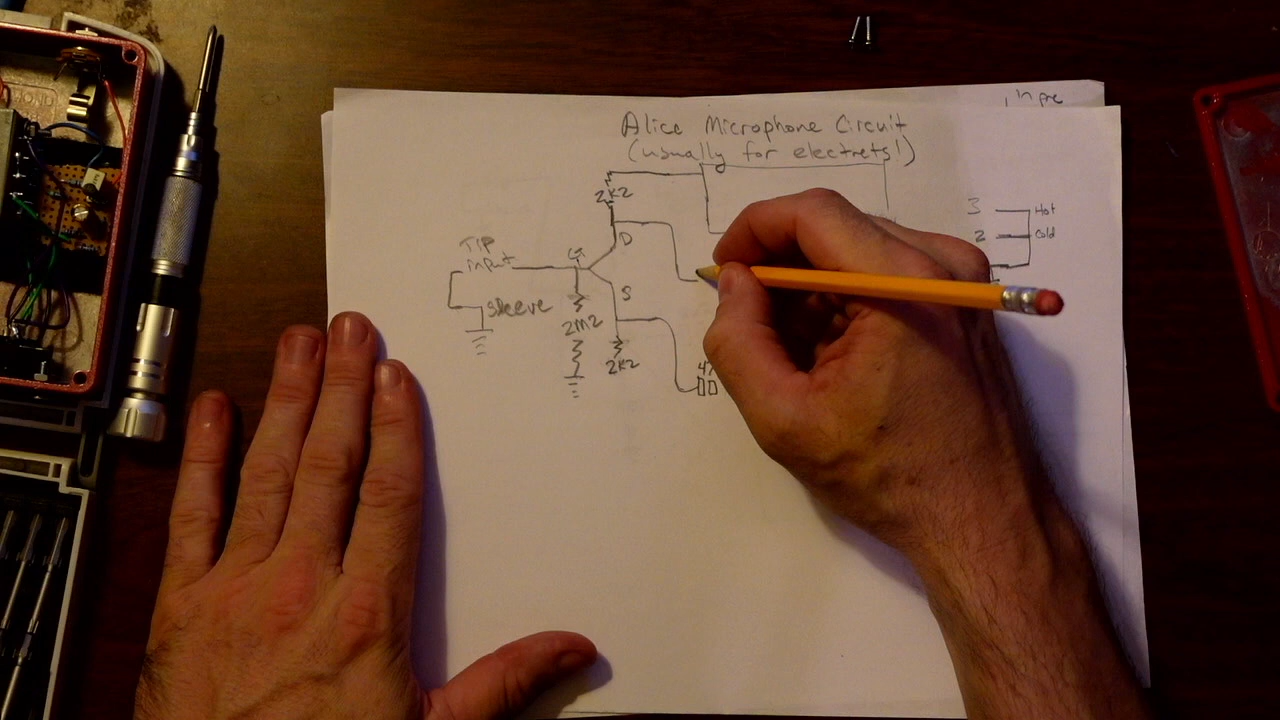 in pre
Alice Microphone Circuit
(usually for electrets!)
2K2
3 Hot
2 Cold
TIP
input
G
D
S
sleeve
2M2
2K2
47